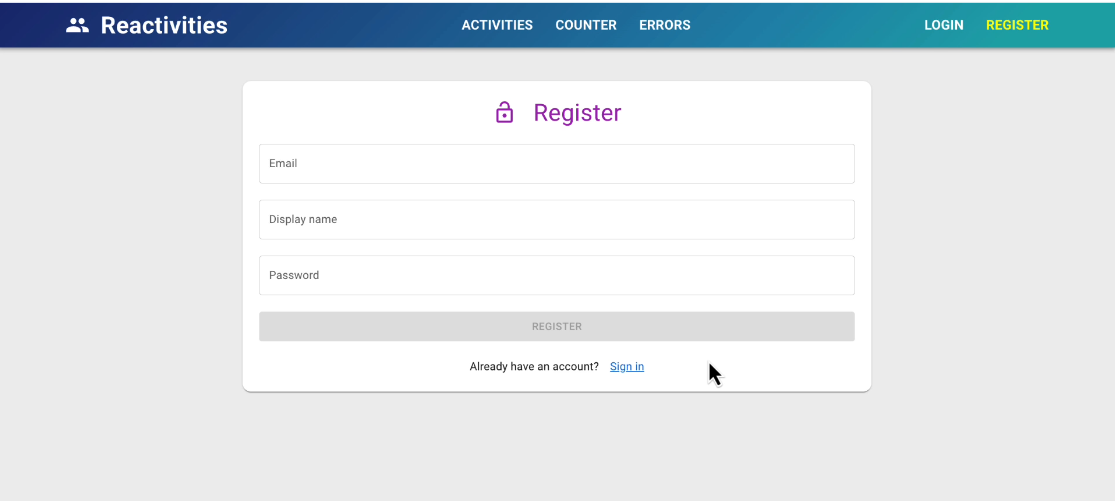 Reactivities ACTIVITIES COUNTER ERRORS LOGIN REGISTER
Register
Email
Display name
Password
REGISTER
Already have an account? Sign in